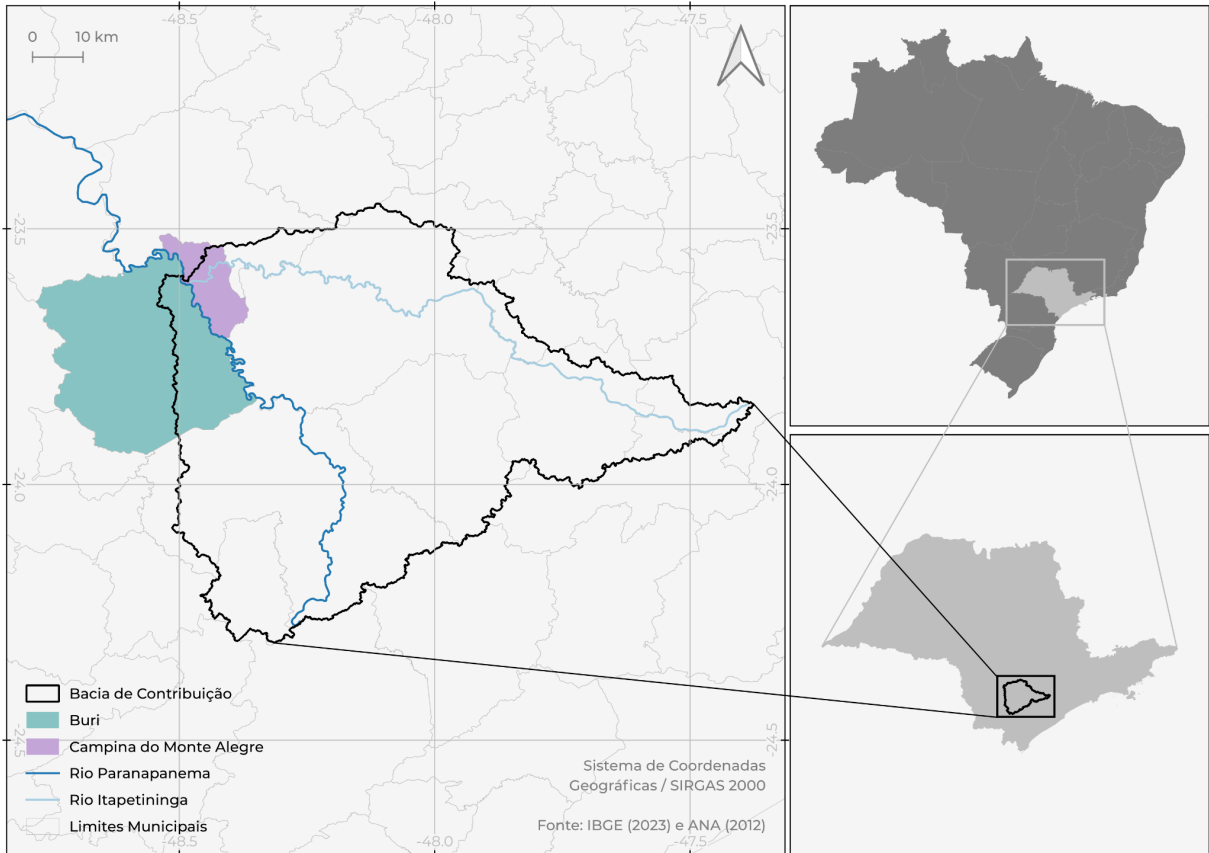 -48.5
-48.0
-47.5
0 10 km
-23.5
-23.5
-24.0
-24.0
-24.5
-24.5
Bacia de Contribuição
Buri
Campina do Monte Alegre
Rio Paranapanema
Rio Itapetininga
Limites Municipais
Sistema de Coordenadas
Geográficas / SIRGAS 2000
Fonte: IBGE (2023) e ANA (2012)
-48.5
-48.0
-47.5